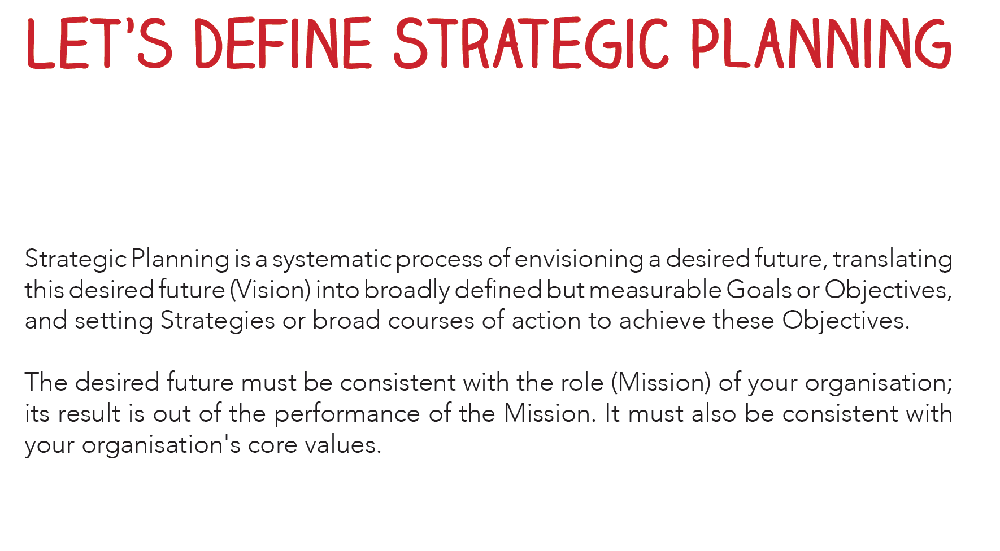 LET'S DEFINE STRATEGIC PLANNING
Strategic Planning is a systematic process of envisioning a desired future, translating
this desired future (Vision) into broadly defined but measurable Goals or Objectives,
and setting Strategies or broad courses of action to achieve these Objectives.
The desired future must be consistent with the role (Mission) of your organisation;
its result is out of the performance of the Mission. It must also be consistent with
your organisation's core values.